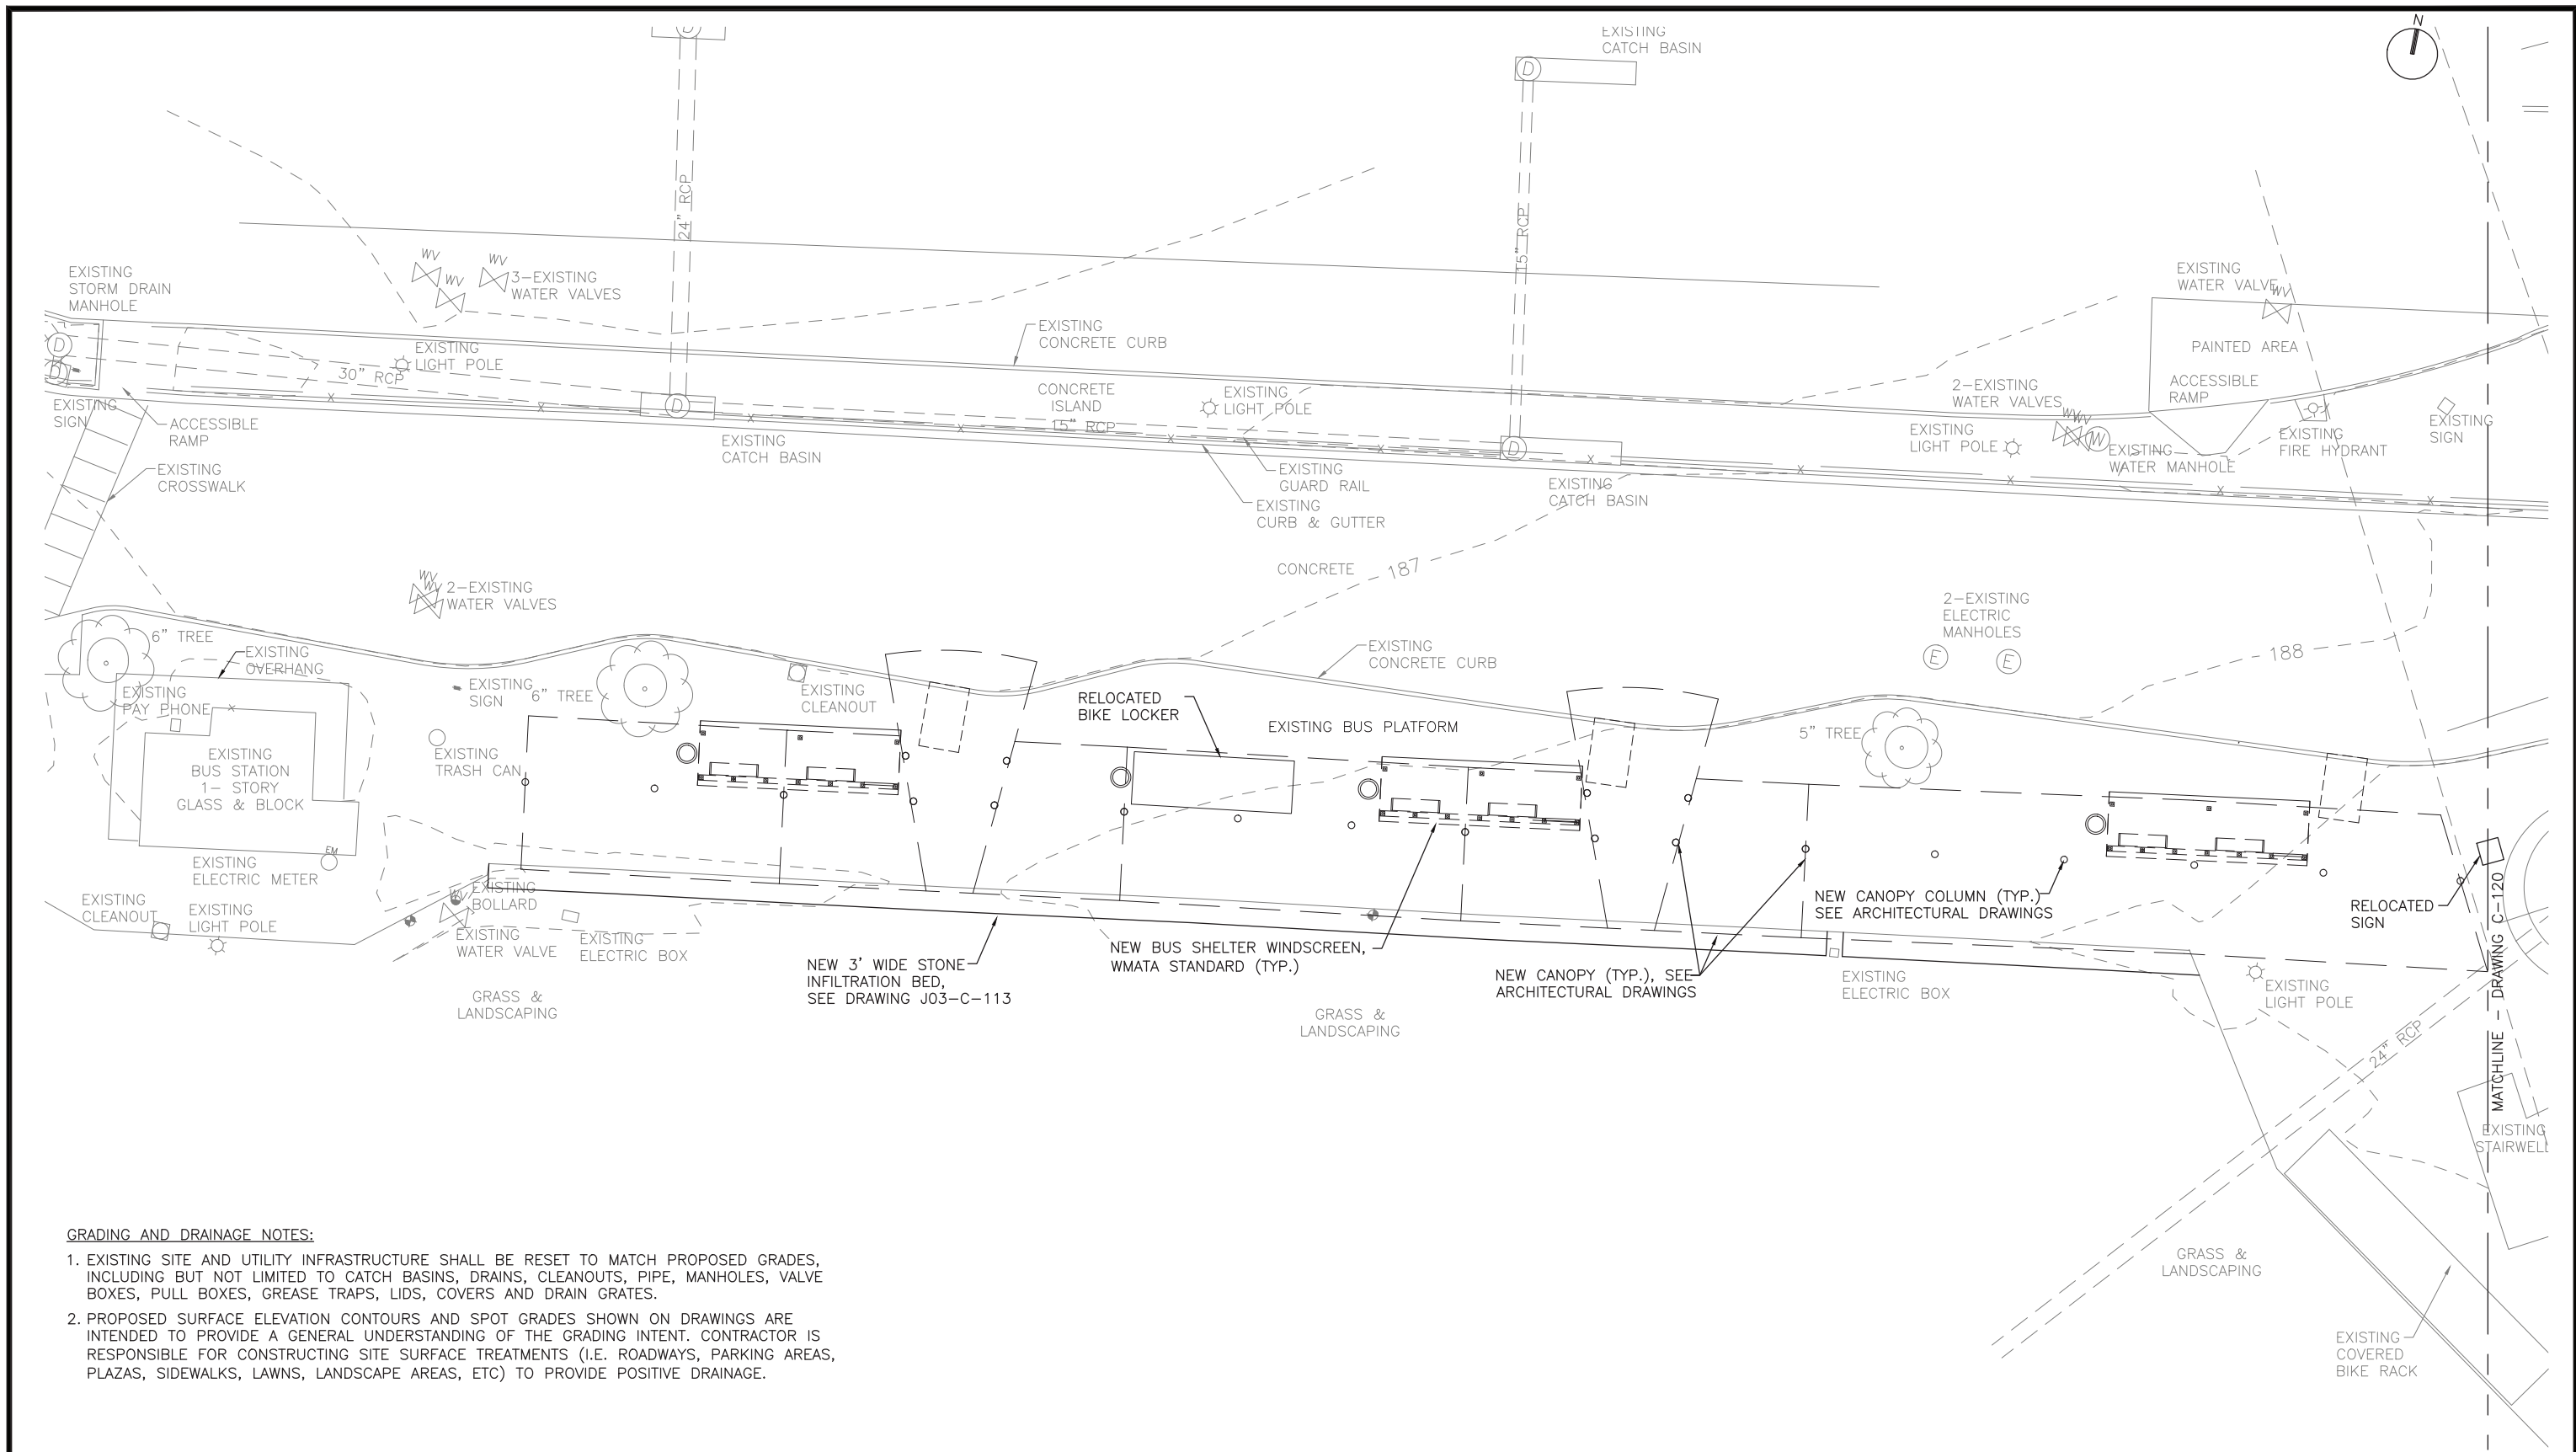 EXISTING
CATCH BASIN
N
D
D
24" RCP
15" RCP
EXISTING
STORM DRAIN
MANHOLE
WV
WV
WV
3-EXISTING
WATER VALVES
EXISTING
WATER VALVE
WV
EXISTING
CONCRETE CURB
PAINTED AREA
D
D
EXISTING
LIGHT POLE
30" RCP
CONCRETE
ISLAND
15" RCP
EXISTING
LIGHT POLE
2-EXISTING
WATER VALVES
ACCESSIBLE
RAMP
EXISTING
SIGN
ACCESSIBLE
RAMP
D
EXISTING
CATCH BASIN
D
EXISTING
LIGHT POLE
WV
WV
W
EXISTING
WATER MANHOLE
EXISTING
FIRE HYDRANT
EXISTING
SIGN
EXISTING
CROSSWALK
EXISTING
GUARD RAIL
EXISTING
CURB & GUTTER
EXISTING
CATCH BASIN
CONCRETE
187
WV
WV
2-EXISTING
WATER VALVES
2-EXISTING
ELECTRIC
MANHOLES
E
E
188
6" TREE
EXISTING
OVERHANG
EXISTING
CONCRETE CURB
EXISTING
PAY PHONE
EXISTING
SIGN
6" TREE
EXISTING
CLEANOUT
RELOCATED
BIKE LOCKER
EXISTING BUS PLATFORM
5" TREE
EXISTING
BUS STATION
1- STORY
GLASS & BLOCK
EXISTING
TRASH CAN
EM
EXISTING
ELECTRIC METER
EXISTING
CLEANOUT
EXISTING
LIGHT POLE
WV
EXISTING
BOLLARD
EXISTING
WATER VALVE
EXISTING
ELECTRIC BOX
NEW CANOPY COLUMN (TYP.)
SEE ARCHITECTURAL DRAWINGS
RELOCATED
SIGN
MATCHLINE - DRAWING C-120
NEW 3' WIDE STONE
INFILTRATION BED,
SEE DRAWING J03-C-113
NEW BUS SHELTER WINDSCREEN,
WMATA STANDARD (TYP.)
NEW CANOPY (TYP.), SEE
ARCHITECTURAL DRAWINGS
EXISTING
ELECTRIC BOX
EXISTING
LIGHT POLE
GRASS &
LANDSCAPING
GRASS &
LANDSCAPING
24" RCP
EXISTING
STAIRWELL
GRASS &
LANDSCAPING
EXISTING
COVERED
BIKE RACK
GRADING AND DRAINAGE NOTES:
1. EXISTING SITE AND UTILITY INFRASTRUCTURE SHALL BE RESET TO MATCH PROPOSED GRADES,
INCLUDING BUT NOT LIMITED TO CATCH BASINS, DRAINS, CLEANOUTS, PIPE, MANHOLES, VALVE
BOXES, PULL BOXES, GREASE TRAPS, LIDS, COVERS AND DRAIN GRATES.
2. PROPOSED SURFACE ELEVATION CONTOURS AND SPOT GRADES SHOWN ON DRAWINGS ARE
INTENDED TO PROVIDE A GENERAL UNDERSTANDING OF THE GRADING INTENT. CONTRACTOR IS
RESPONSIBLE FOR CONSTRUCTING SITE SURFACE TREATMENTS (I.E. ROADWAYS, PARKING AREAS,
PLAZAS, SIDEWALKS, LAWNS, LANDSCAPE AREAS, ETC) TO PROVIDE POSITIVE DRAINAGE.